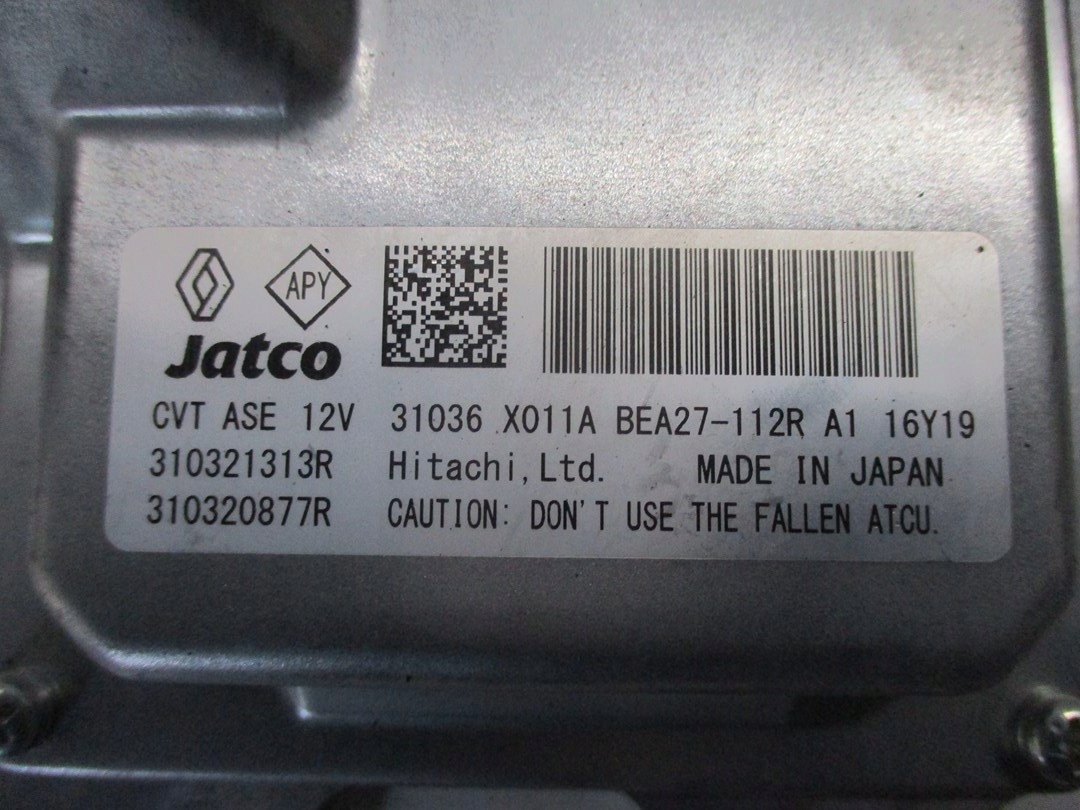 APY
Jatco
CVT ASE 12V 31036 X011A BEA27-112R A1 16Y19
310321313R Hitachi,Ltd. MADE IN JAPAN
310320877R CAUTION: DON'T USE THE FALLEN ATCU.